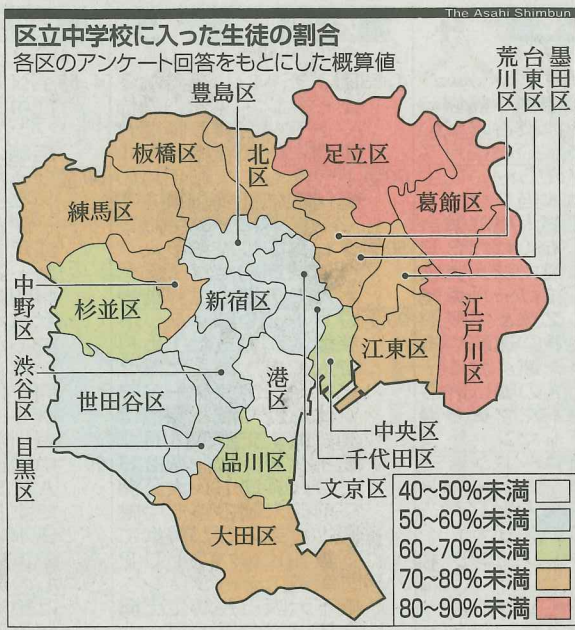 The Asahi Shimbun
区立中学校に入った生徒の割合
各区のアンケート回答をもとにした概算値
荒川区
台東区
墨田区
豊島区
板橋区
北区
足立区
練馬区
葛飾区
中野区
杉並区
新宿区
江戸川区
江東区
渋谷区
世田谷区
港区
目黒区
中央区
品川区
千代田区
文京区
大田区
40~50%未満
50~60%未満
60~70%未満
70~80%未満
80~90%未満